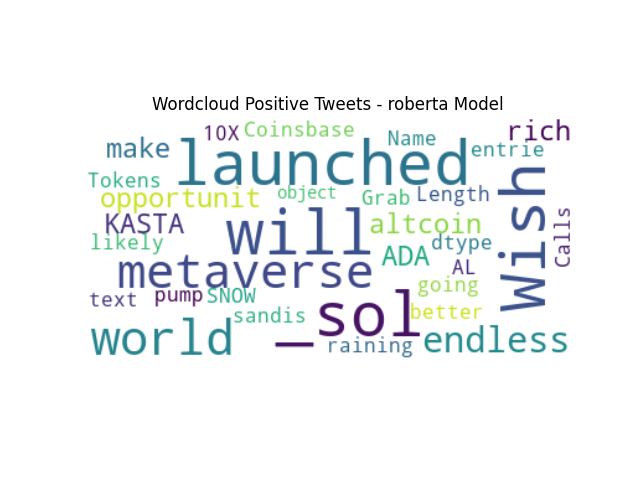 Wordcloud Positive Tweets - roberta Model
10X Coinsbase Name rich
make launched entrie
Tokens opportunit object Grab Length Wish
KASTA will altcoin Calls
likely metaverse ADA dtype
AL going
text pump SNOW sol better
sandis
world _ raining endless